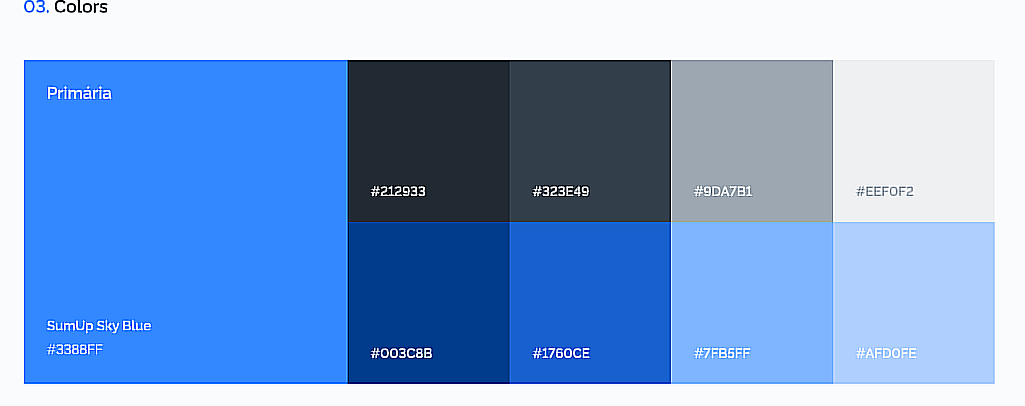 03. Colors
Primária
SumUp Sky Blue
#3388FF
#212933
#323E49
#9DA7B1
#EEF0F2
#003C8B
#1760CE
#7FB5FF
#AFD0FE